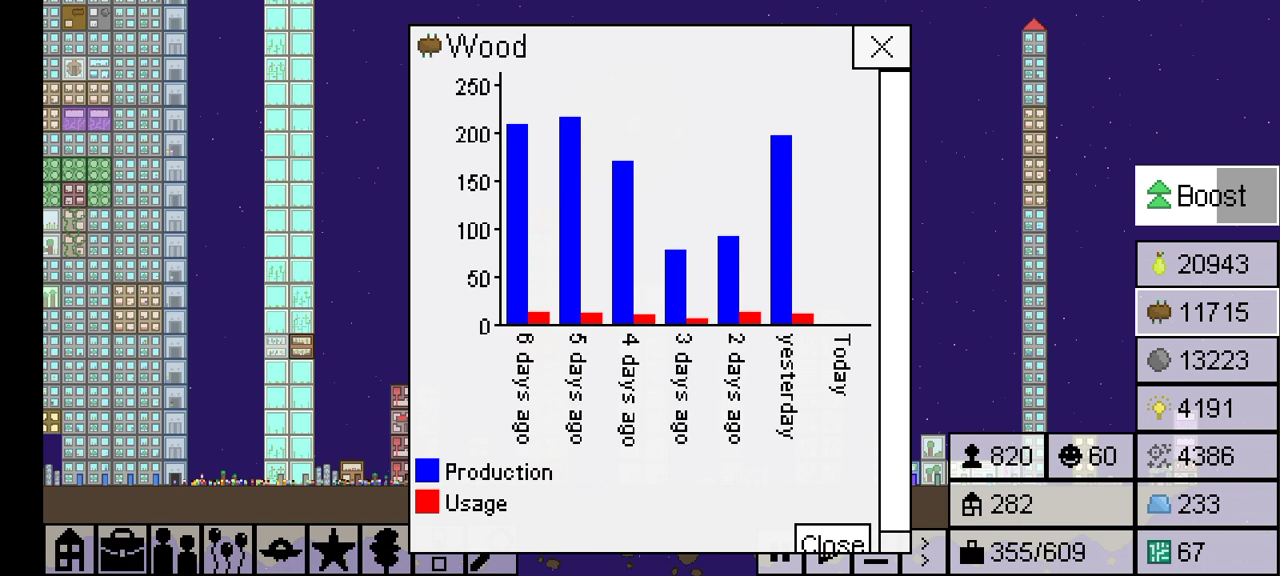 Wood
250
200
150
100
50
0
6 days ago
5 days ago
4 days ago
3 days ago
2 days ago
yesterday
Today
Production
Usage
Close
Boost
20943
11715
13223
4191
820 60 4386
282 233
355/609 67